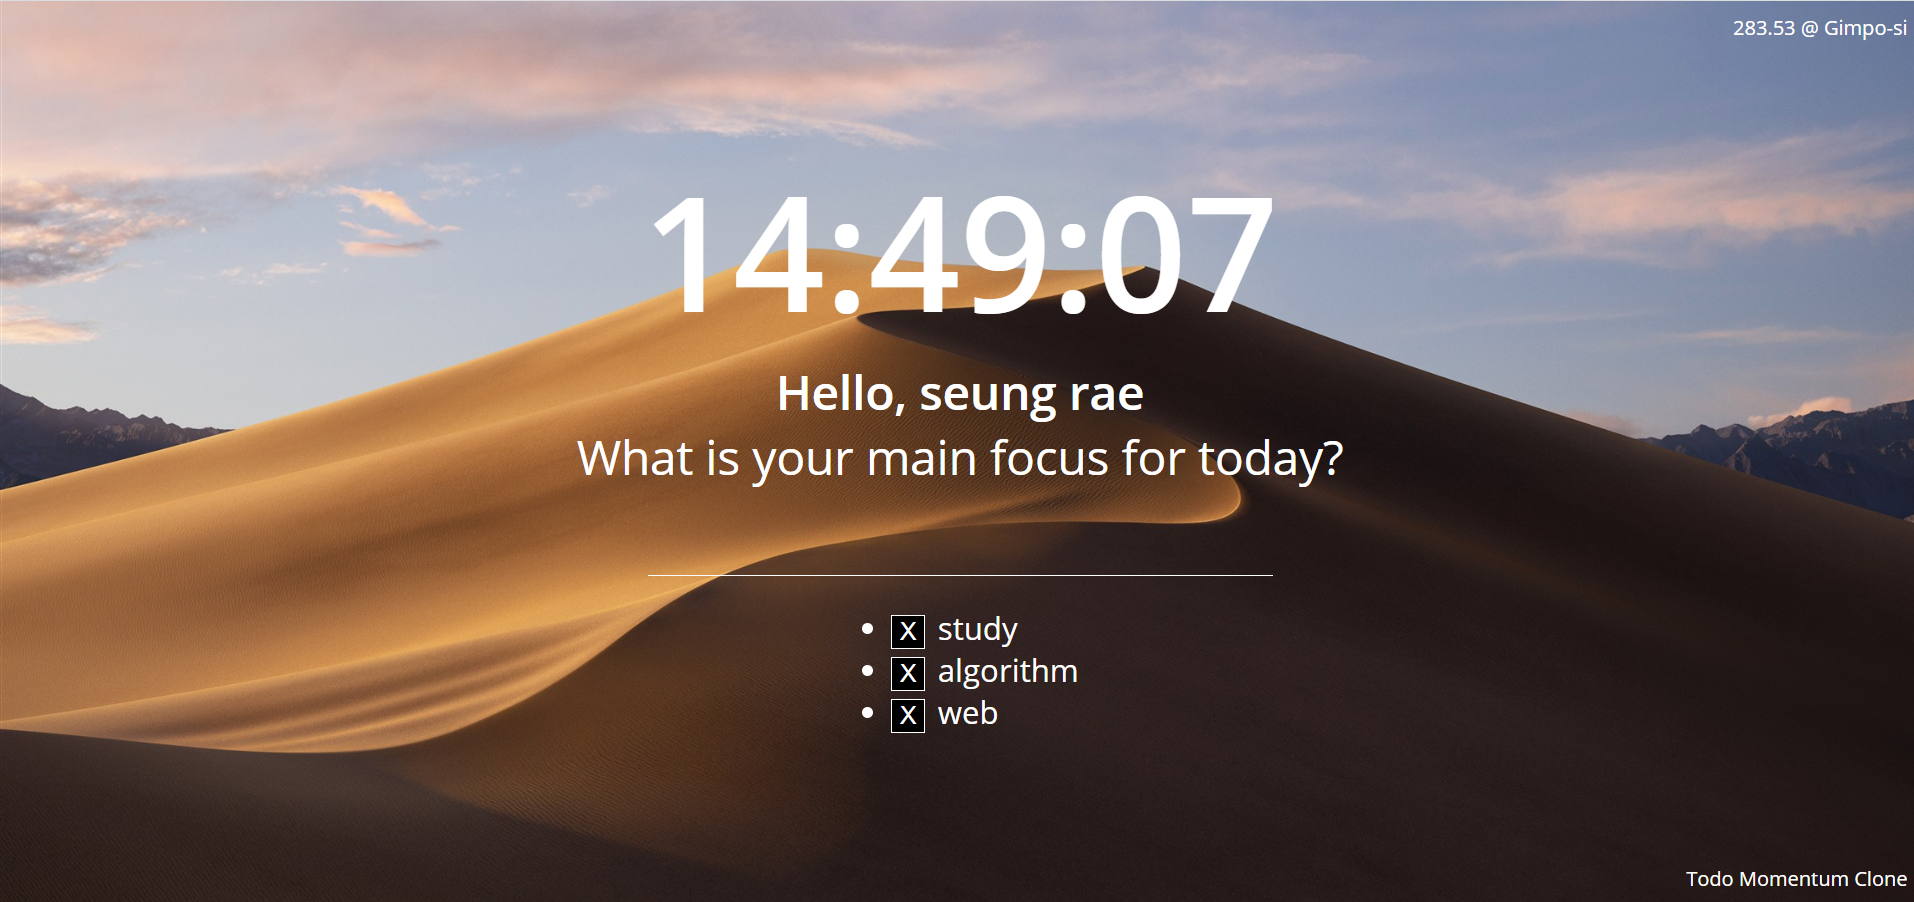 283.53 @ Gimpo-si
14:49:07
Hello, seung rae
What is your main focus for today?
X study
X algorithm
X web
Todo Momentum Clone